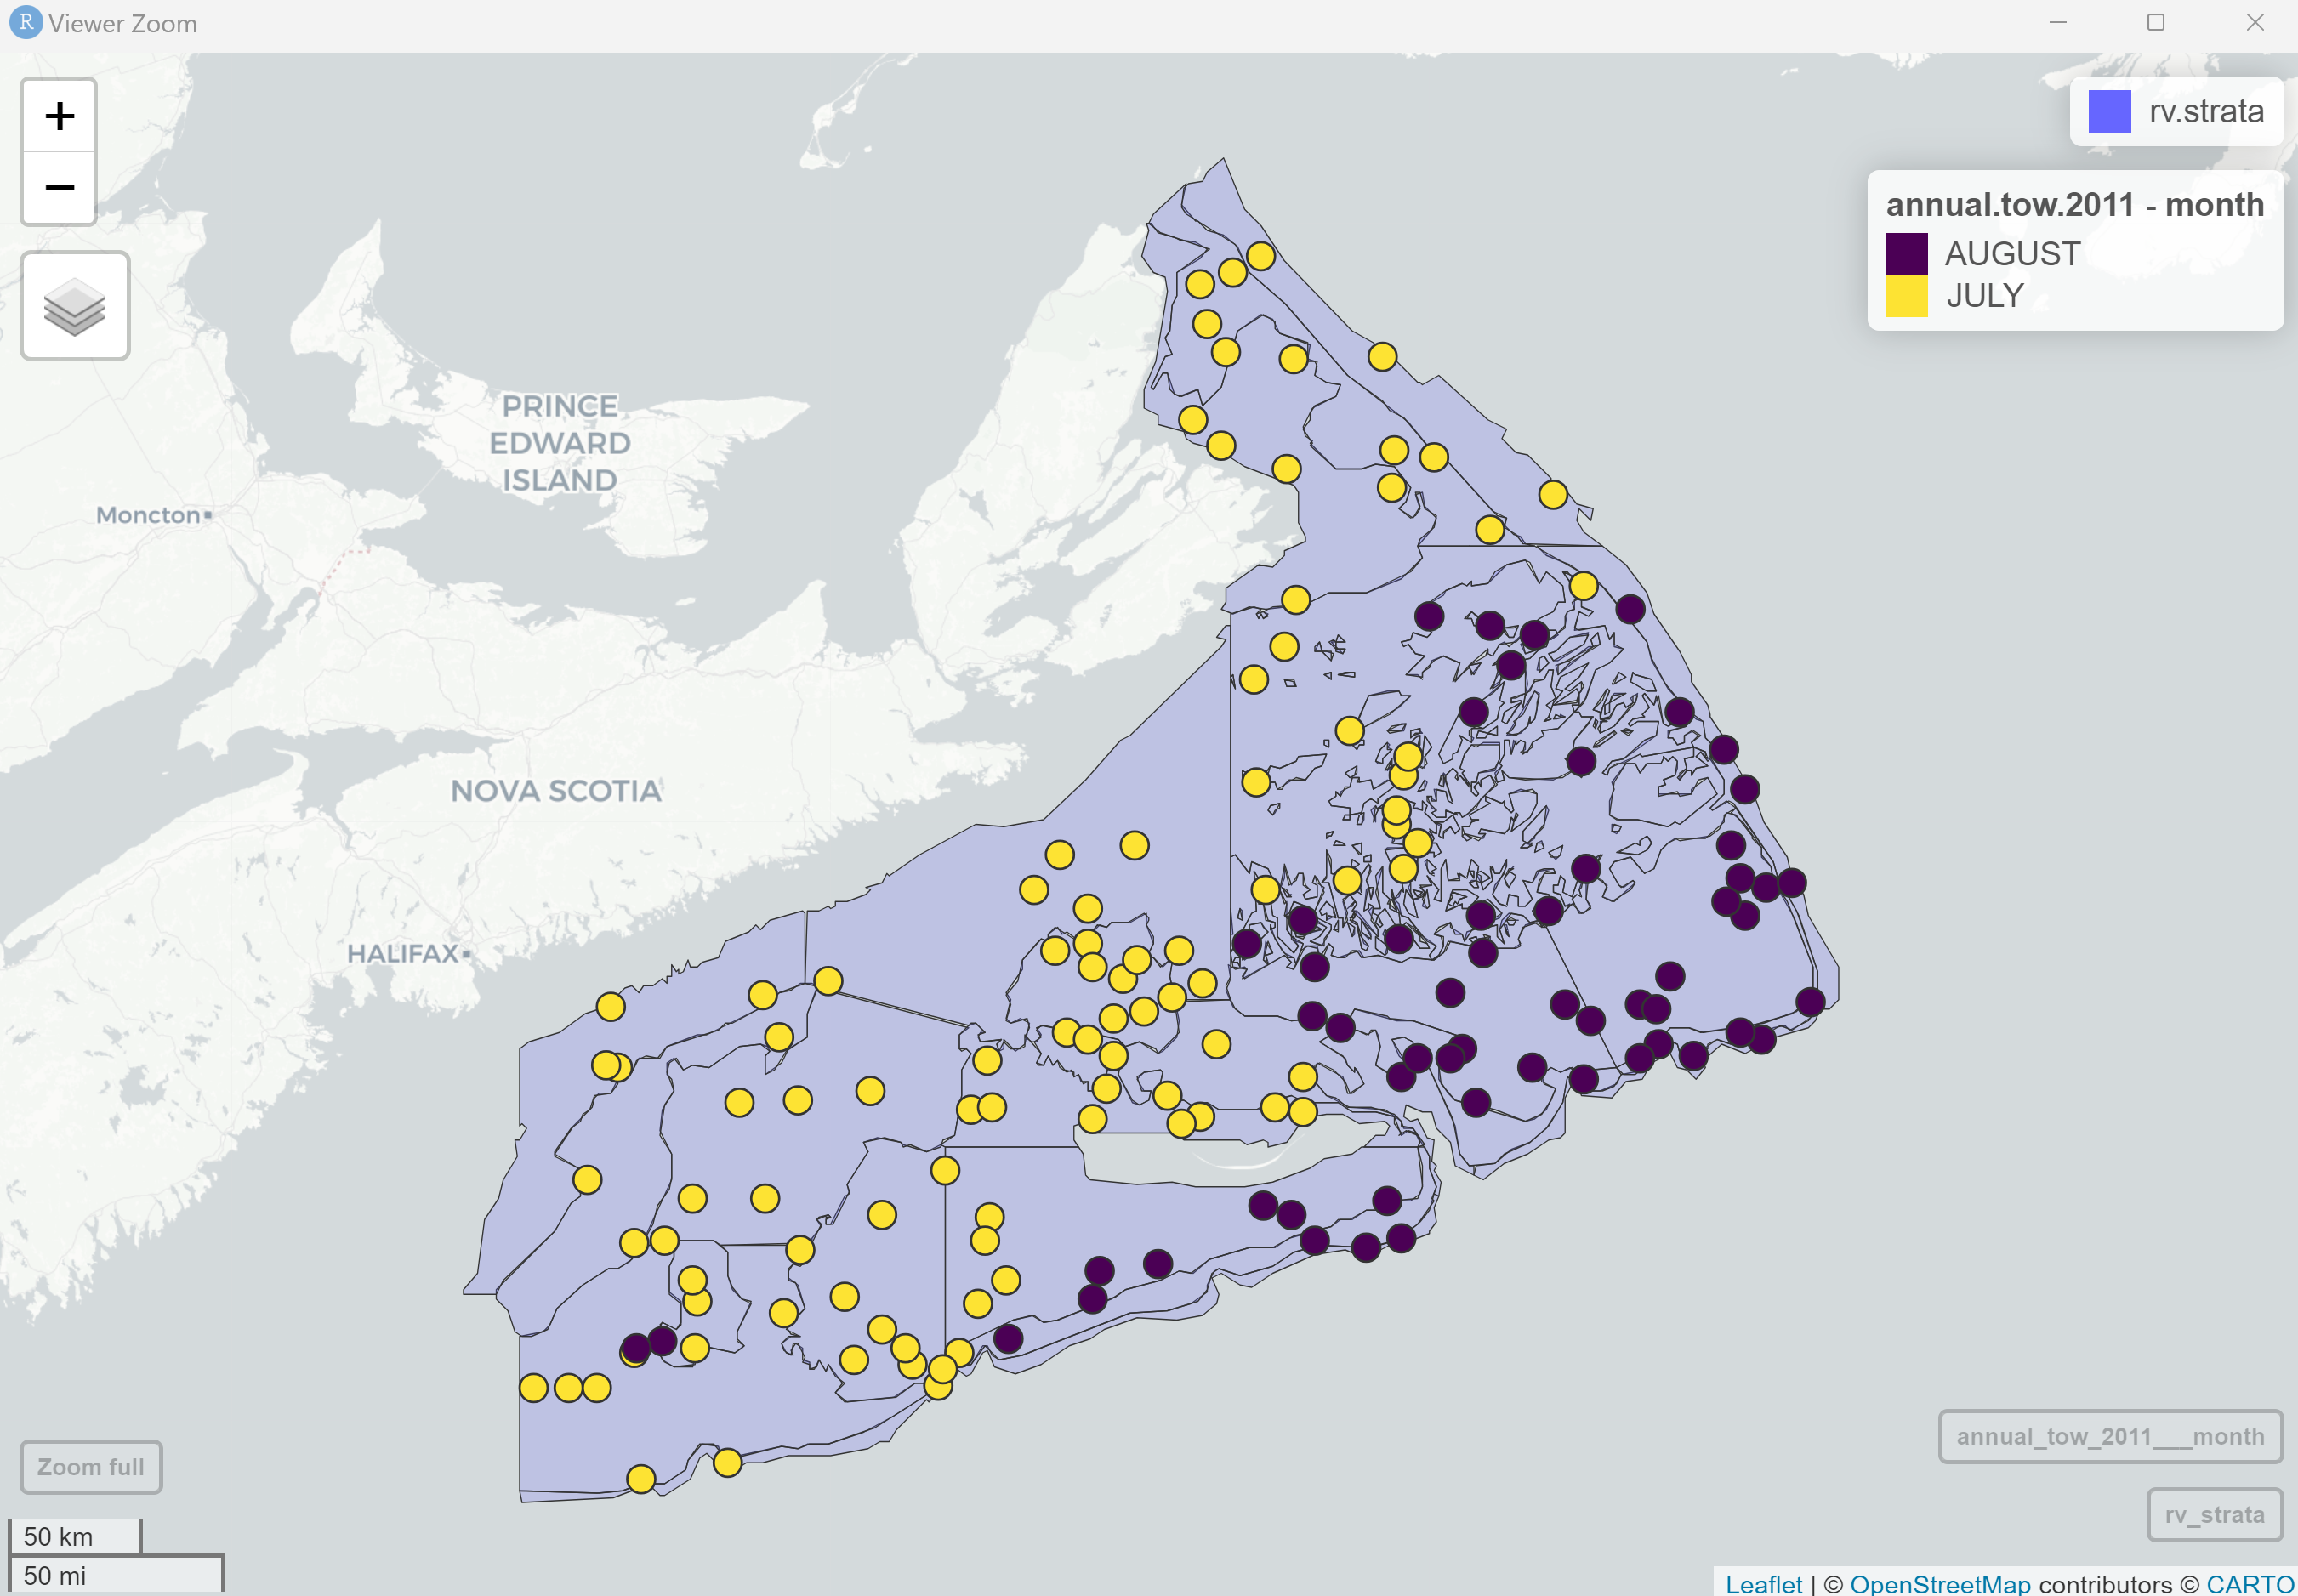 R Viewer Zoom
+
−
rv.strata
annual.tow.2011 - month
AUGUST
JULY
PRINCE
EDWARD
ISLAND
Moncton
NOVA SCOTIA
HALIFAX
Zoom full
annual_tow_2011___month
rv_strata
50 km
50 mi
Leaflet | © OpenStreetMap contributors © CARTO